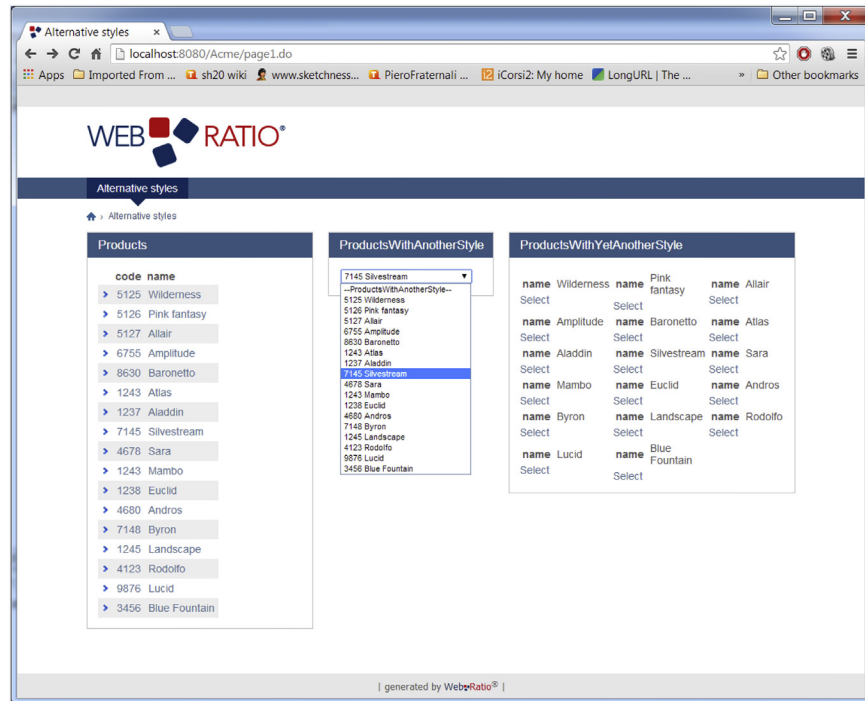 Alternative styles
localhost:8080/Acme/page1.do
Apps Imported From ... sh20 wiki www.sketchness... PieroFraternali ... iCorsi2: My home LongURL | The ... » Other bookmarks
WEB RATIO®
Alternative styles
› Alternative styles
Products
code name
5125 Wilderness
5126 Pink fantasy
5127 Allair
6755 Amplitude
8630 Baronetto
1243 Atlas
1237 Aladdin
7145 Silvestream
4678 Sara
1243 Mambo
1238 Euclid
4680 Andros
7148 Byron
1245 Landscape
4123 Rodolfo
9876 Lucid
3456 Blue Fountain
ProductsWithAnotherStyle
7145 Silvestream
--ProductsWithAnotherStyle--
5125 Wilderness
5126 Pink fantasy
5127 Allair
6755 Amplitude
8630 Baronetto
1243 Atlas
1237 Aladdin
7145 Silvestream
4678 Sara
1243 Mambo
1238 Euclid
4680 Andros
7148 Byron
1245 Landscape
4123 Rodolfo
9876 Lucid
3456 Blue Fountain
ProductsWithYetAnotherStyle
name Wilderness name Pink fantasy name Allair
Select Select Select
name Amplitude name Baronetto name Atlas
Select Select Select
name Aladdin name Silvestream name Sara
Select Select Select
name Mambo name Euclid name Andros
Select Select Select
name Byron name Landscape name Rodolfo
Select Select Select
name Lucid name Blue Fountain
Select Select
| generated by WebRatio® |